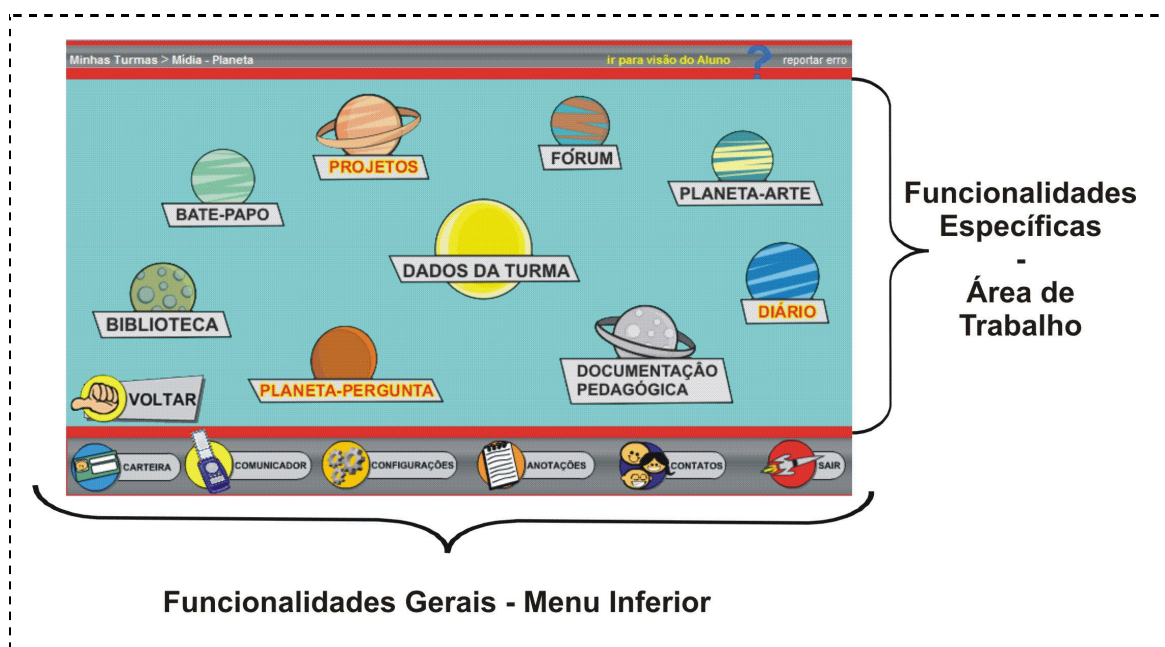 Minhas Turmas > Mídia - Planeta
ir para visão do Aluno
?
reportar erro
PROJETOS
FÓRUM
BATE-PAPO
PLANETA-ARTE
DADOS DA TURMA
BIBLIOTECA
DIÁRIO
PLANETA-PERGUNTA
DOCUMENTAÇÃO
PEDAGÓGICA
VOLTAR
CARTEIRA
COMUNICADOR
CONFIGURAÇÕES
ANOTAÇÕES
CONTATOS
SAIR
Funcionalidades
Específicas
-
Área de
Trabalho
Funcionalidades Gerais - Menu Inferior